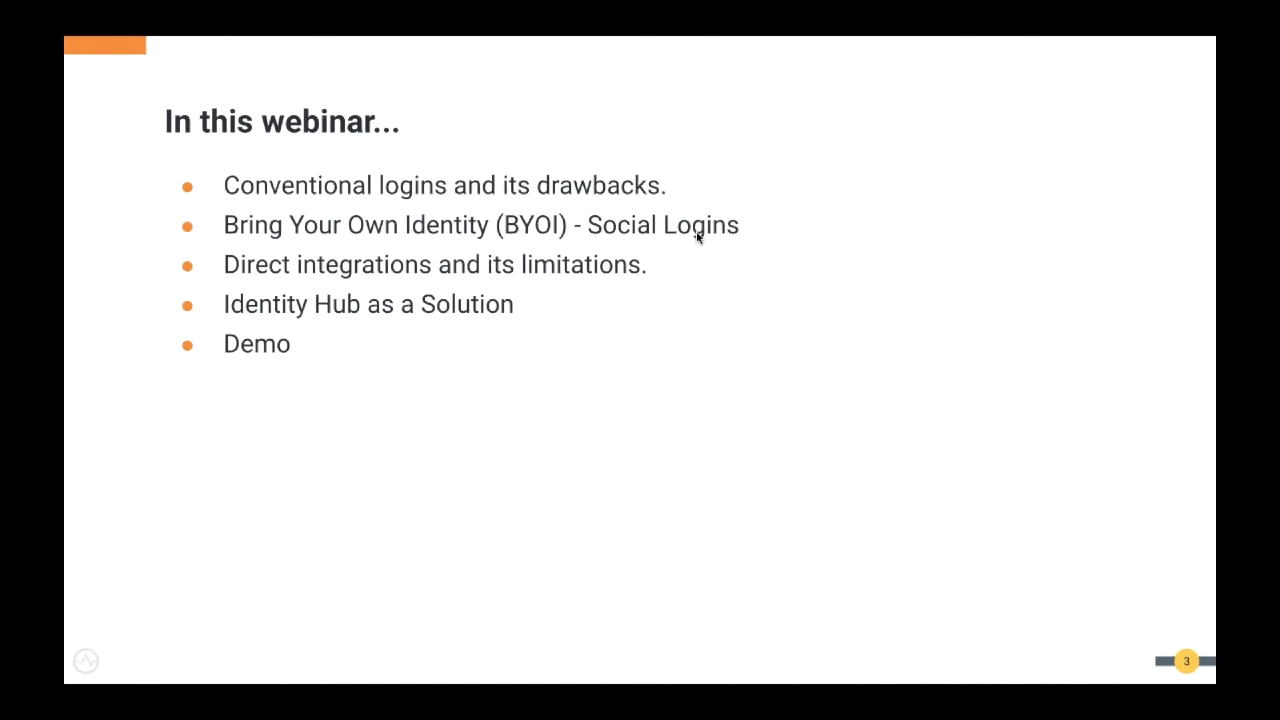 In this webinar...
● Conventional logins and its drawbacks.
● Bring Your Own Identity (BYOI) - Social Logins
● Direct integrations and its limitations.
● Identity Hub as a Solution
● Demo
3